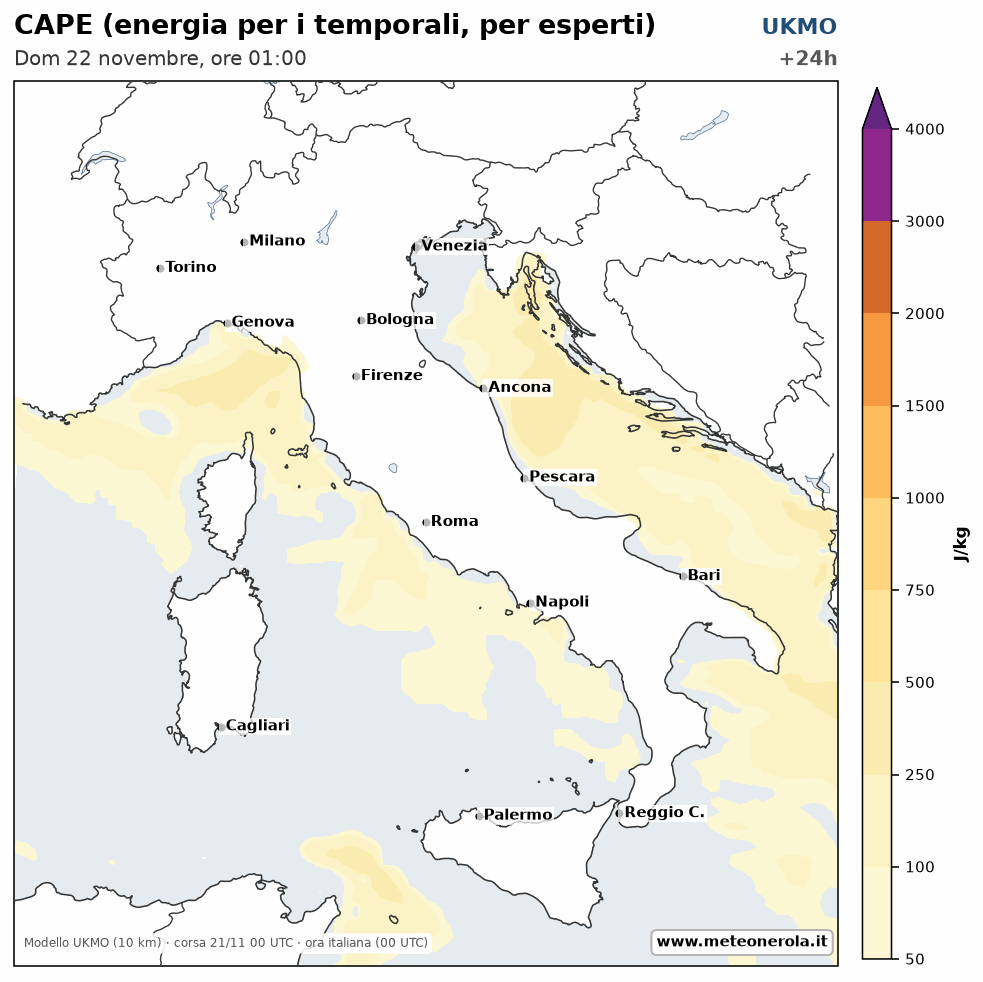 CAPE (energia per i temporali, per esperti)
UKMO
Dom 22 novembre, ore 01:00
+24h
Milano
Venezia
Torino
Genova
Bologna
Firenze
Ancona
Pescara
Roma
Bari
Napoli
Cagliari
Palermo
Reggio C.
4000
3000
2000
1500
1000
750
500
250
100
50
J/kg
Modello UKMO (10 km) · corsa 21/11 00 UTC · ora italiana (00 UTC)
www.meteonerola.it